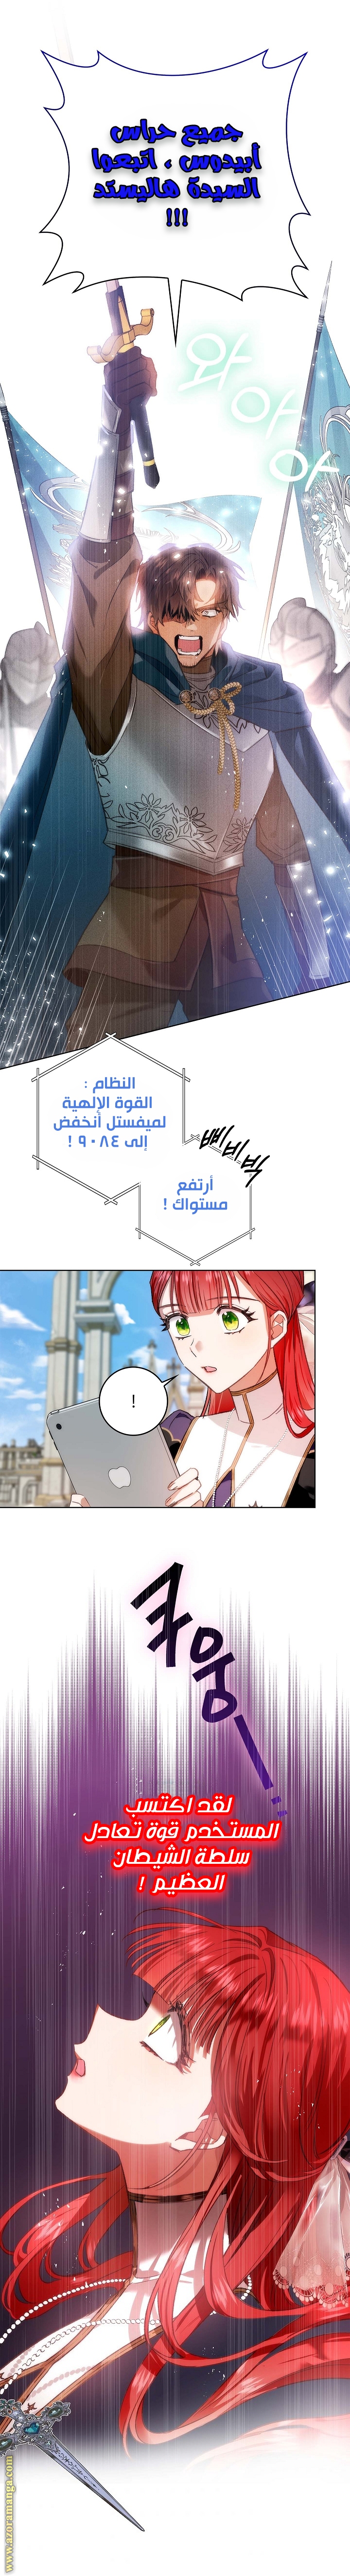 جميع حراس
أبيدوس ، اتبعوا
السيدة هاليستد
!!!
와아아
النظام :
القوة الإلهية
لميفستل أنخفض
إلى ٩٠٨٤ !
삐비빅
أرتفع
مستواك !
!
쿠웅
لقد اكتسب
المستخدم قوة تعادل
سلطة الشيطان
العظيم !
www.azoramanga.com